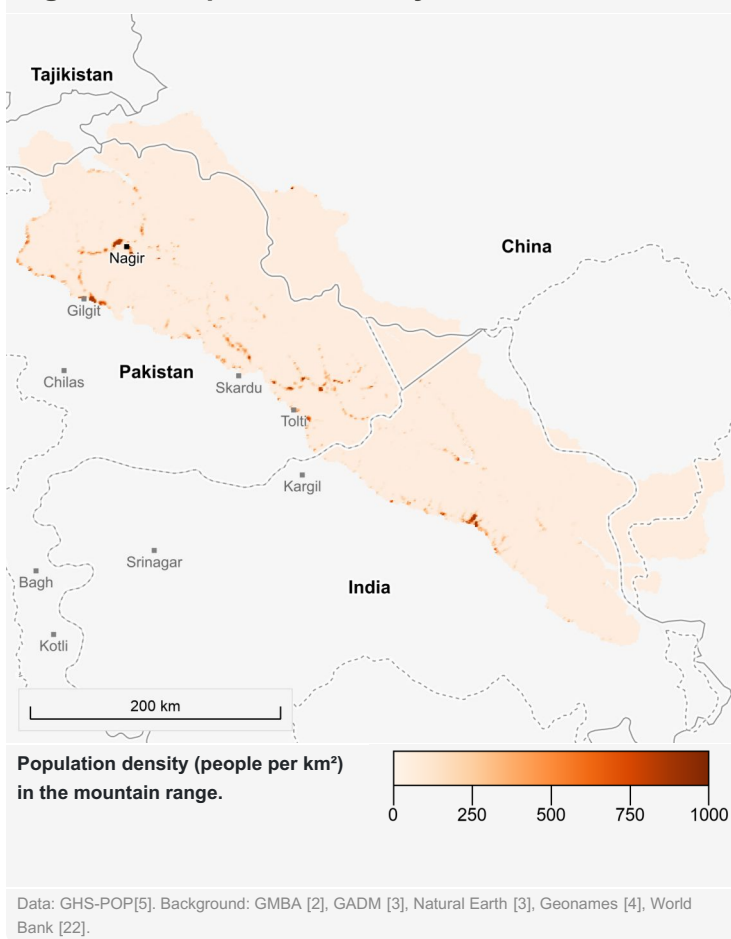 Tajikistan
China
Nagir
Gilgit
Pakistan
Chilas
Skardu
Tolti
Kargil
Srinagar
Bagh
India
Kotli
200 km
Population density (people per km²)
in the mountain range.
0 250 500 750 1000
Data: GHS-POP[5]. Background: GMBA [2], GADM [3], Natural Earth [3], Geonames [4], World
Bank [22].